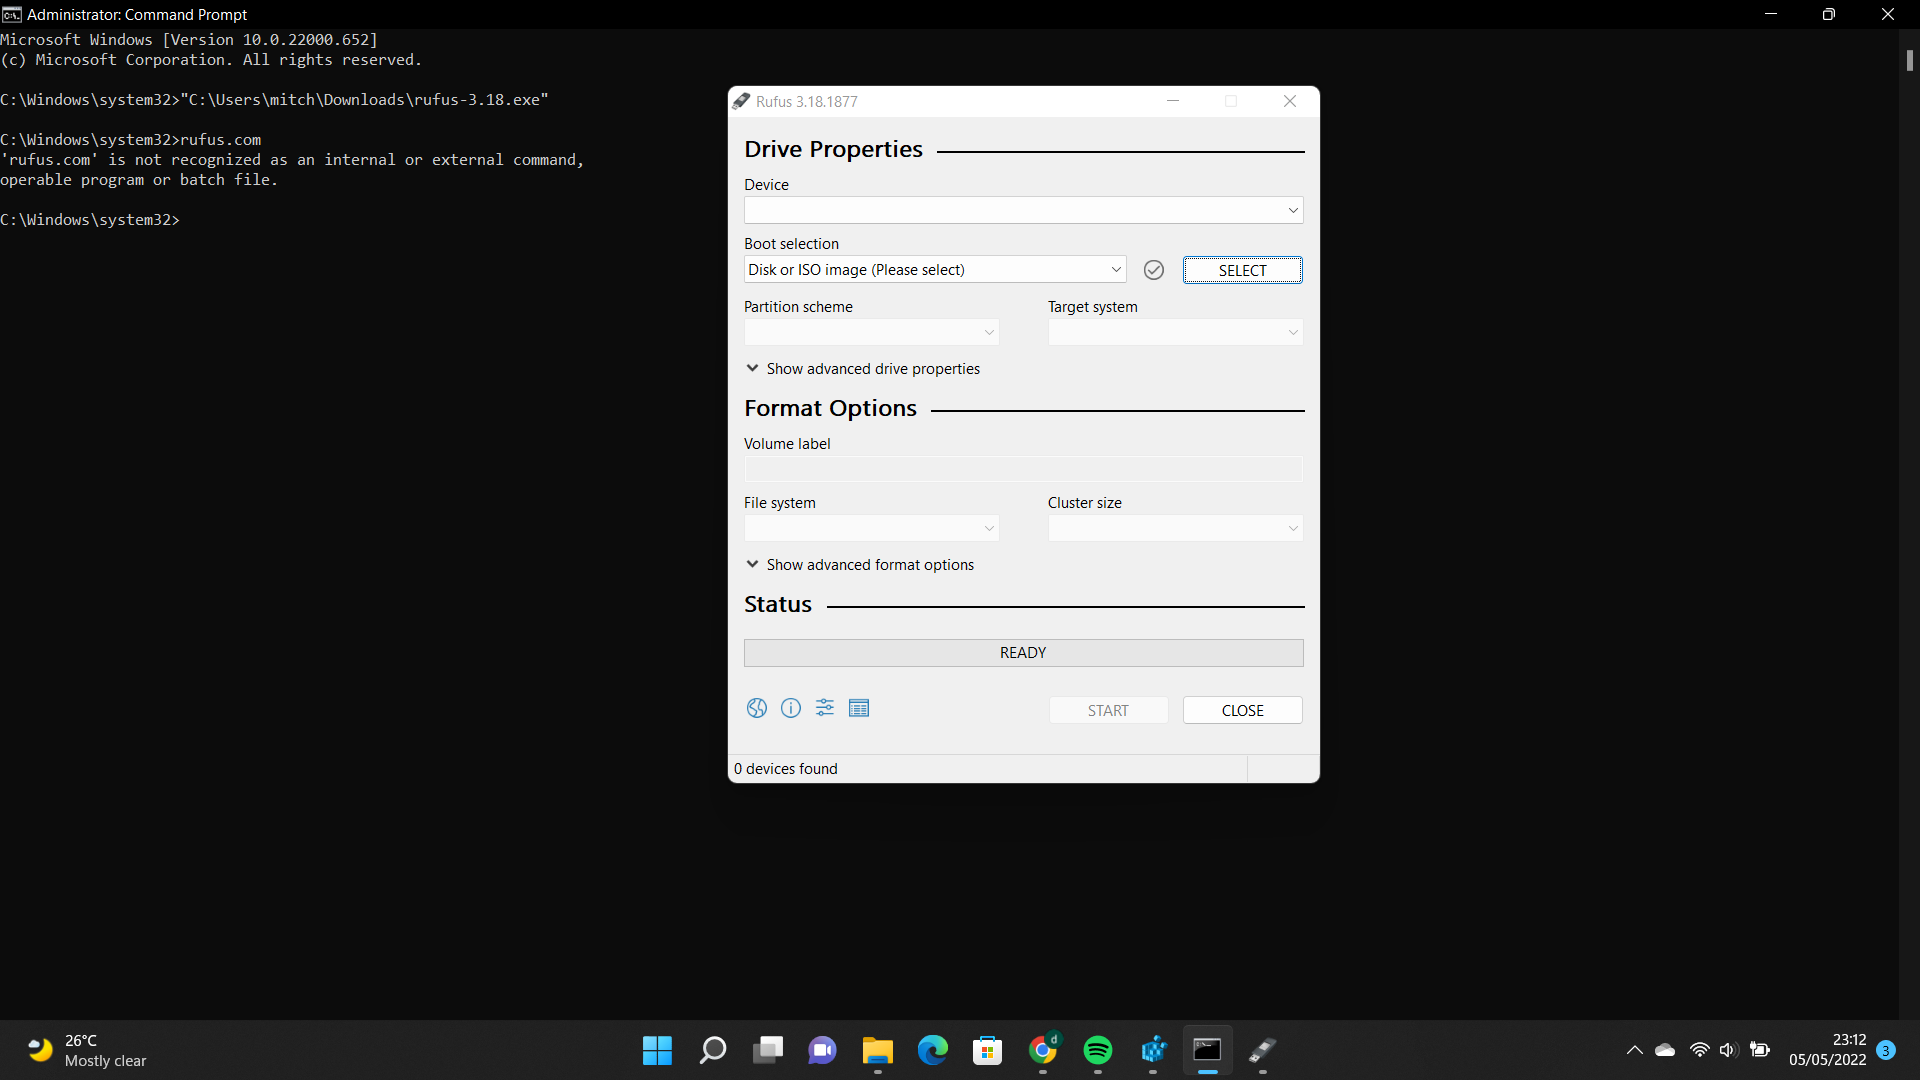 Administrator: Command Prompt
Microsoft Windows [Version 10.0.22000.652]
(c) Microsoft Corporation. All rights reserved.
C:\Windows\system32>"C:\Users\mitch\Downloads\rufus-3.18.exe"
C:\Windows\system32>rufus.com
'rufus.com' is not recognized as an internal or external command,
operable program or batch file.
C:\Windows\system32>
Rufus 3.18.1877
Drive Properties
Device
Boot selection
Disk or ISO image (Please select)
SELECT
Partition scheme
Target system
Show advanced drive properties
Format Options
Volume label
File system
Cluster size
Show advanced format options
Status
READY
START
CLOSE
0 devices found
26°C
Mostly clear
d
23:12
05/05/2022
3